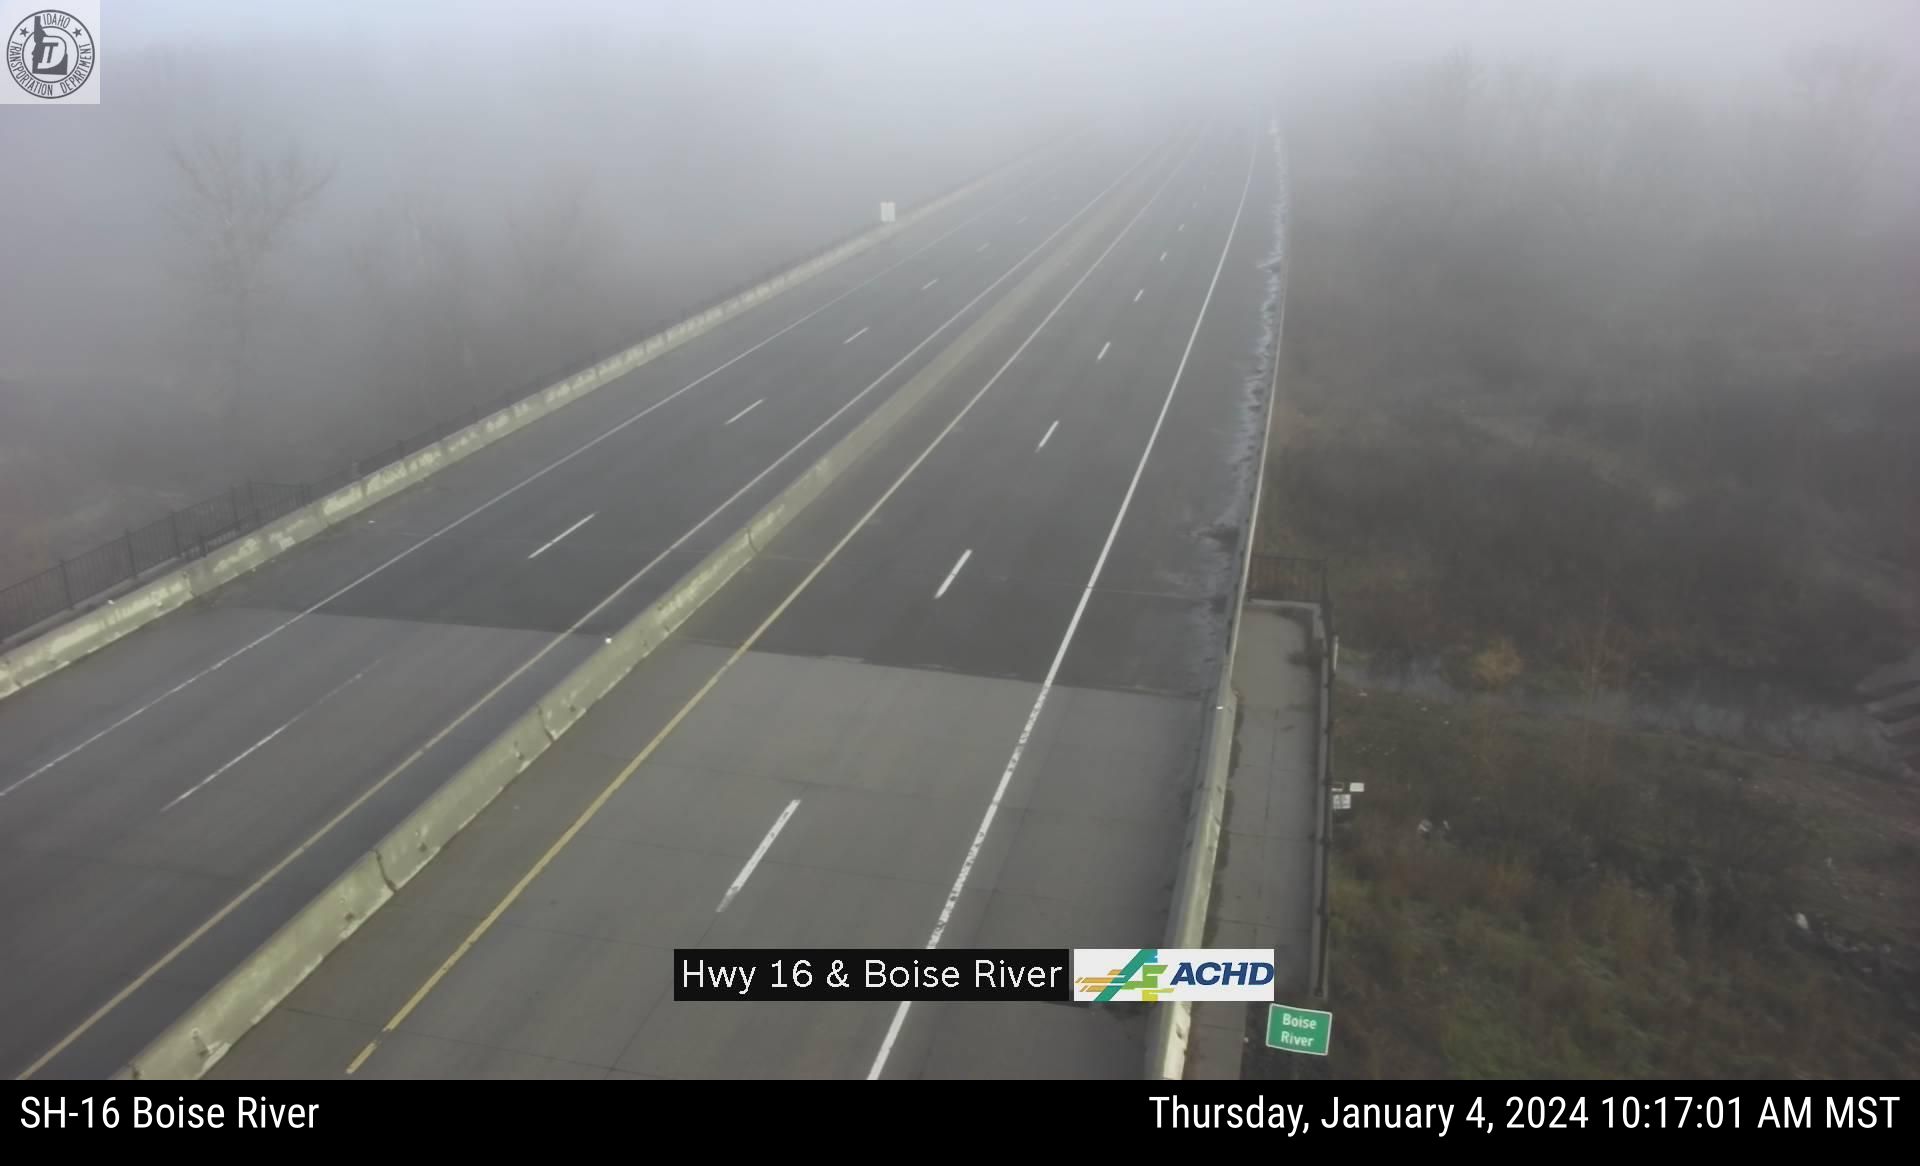 IDAHO
TRANSPORTATION DEPARTMENT
Hwy 16 & Boise River
ACHD
Boise
River
SH-16 Boise River
Thursday, January 4, 2024 10:17:01 AM MST